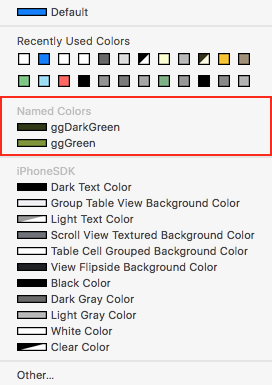 Default
Recently Used Colors
Named Colors
ggDarkGreen
ggGreen
iPhoneSDK
Dark Text Color
Group Table View Background Color
Light Text Color
Scroll View Textured Background Color
Table Cell Grouped Background Color
View Flipside Background Color
Black Color
Dark Gray Color
Light Gray Color
White Color
Clear Color
Other...